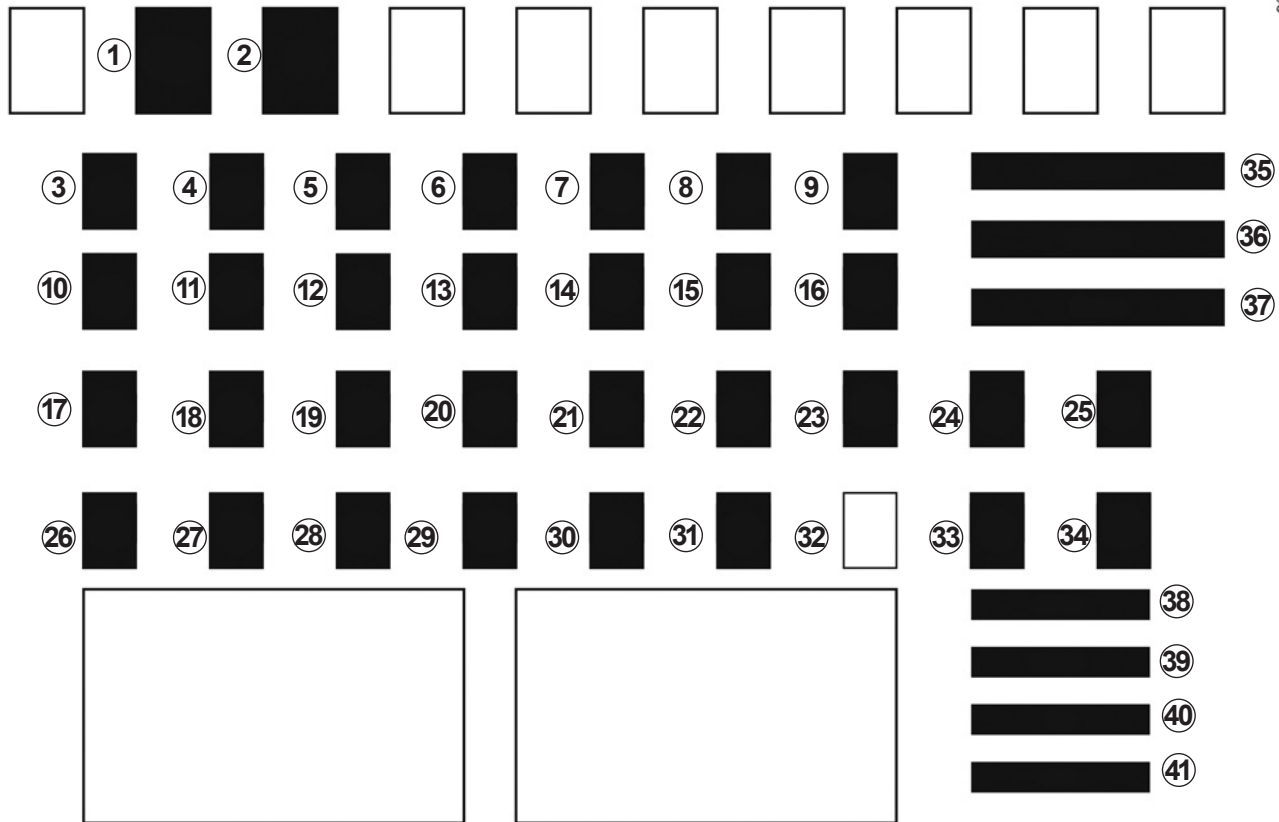 ① ②
③ ④ ⑤ ⑥ ⑦ ⑧ ⑨ ㉟
㊱
⑩ ⑪ ⑫ ⑬ ⑭ ⑮ ⑯ ㊲
⑰ ⑱ ⑲ ⑳ ㉑ ㉒ ㉓ ㉔ ㉕
㉖ ㉗ ㉘ ㉙ ㉚ ㉛ ㉜ ㉝ ㉞
㊳
㊴
㊵
㊶